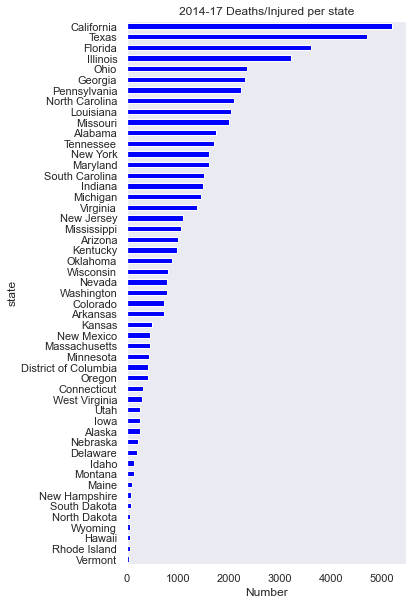 2014-17 Deaths/Injured per state
California
Texas
Florida
Illinois
Ohio
Georgia
Pennsylvania
North Carolina
Louisiana
Missouri
Alabama
Tennessee
New York
Maryland
South Carolina
Indiana
Michigan
Virginia
New Jersey
Mississippi
Arizona
Kentucky
Oklahoma
Wisconsin
Nevada
Washington
Colorado
Arkansas
Kansas
New Mexico
Massachusetts
Minnesota
District of Columbia
Oregon
Connecticut
West Virginia
Utah
Iowa
Alaska
Nebraska
Delaware
Idaho
Montana
Maine
New Hampshire
South Dakota
North Dakota
Wyoming
Hawaii
Rhode Island
Vermont
state
0 1000 2000 3000 4000 5000
Number